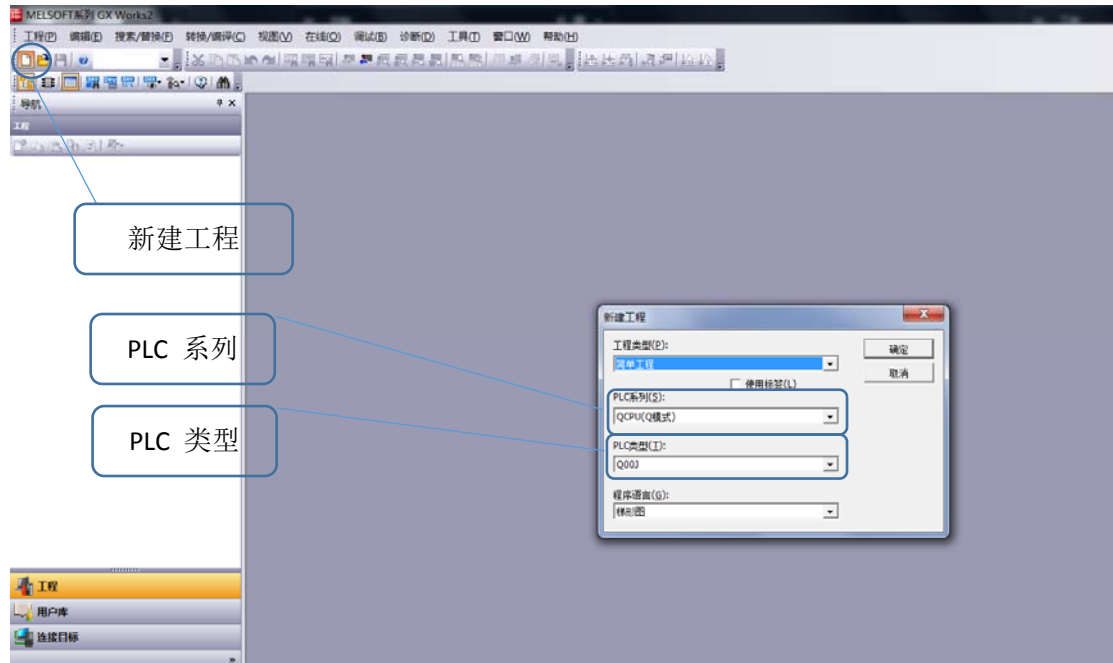 MELSOFT系列 GX Works2
工程(P) 编辑(E) 搜索/替换(F) 转换/编译(C) 视图(V) 在线(O) 调试(B) 诊断(D) 工具(T) 窗口(W) 帮助(H)
导航
工程
新建工程
PLC 系列
PLC 类型
新建工程
工程类型(P):
简单工程
确定
取消
使用标签(L)
PLC系列(S):
QCPU(Q模式)
PLC类型(T):
Q00J
程序语言(G):
梯形图
工程
用户库
连接目标